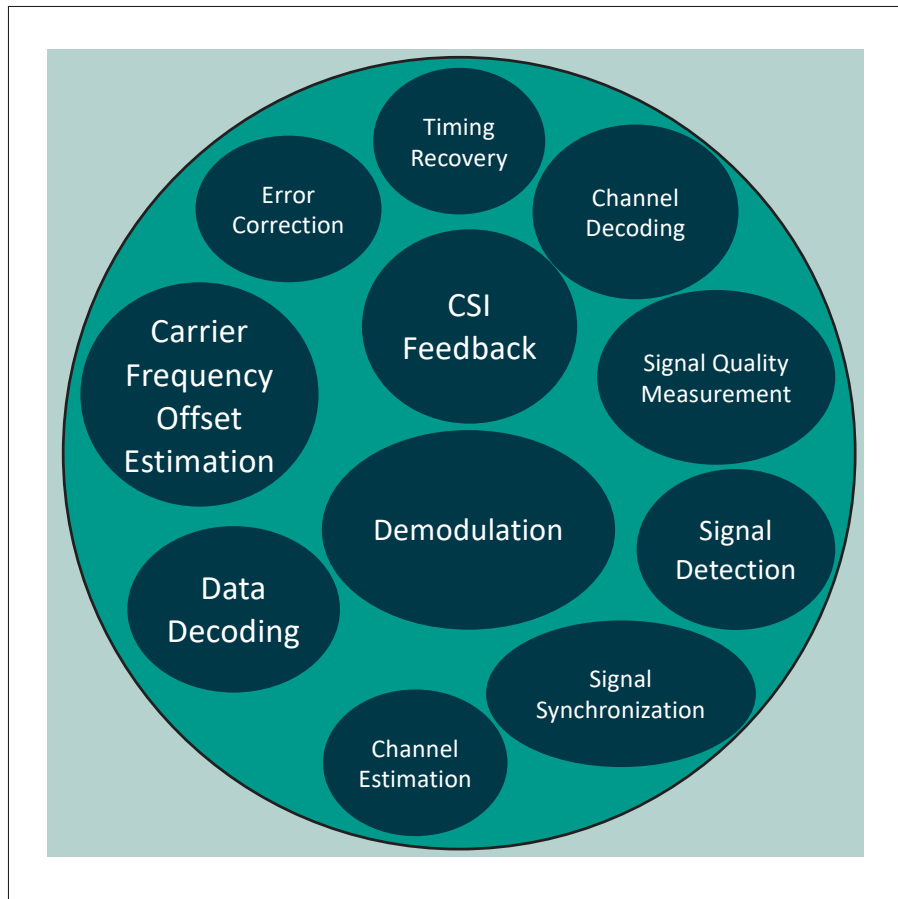 Timing
Recovery
Error
Correction
Channel
Decoding
CSI
Feedback
Carrier
Frequency
Offset
Estimation
Signal Quality
Measurement
Demodulation
Signal
Detection
Data
Decoding
Signal
Synchronization
Channel
Estimation